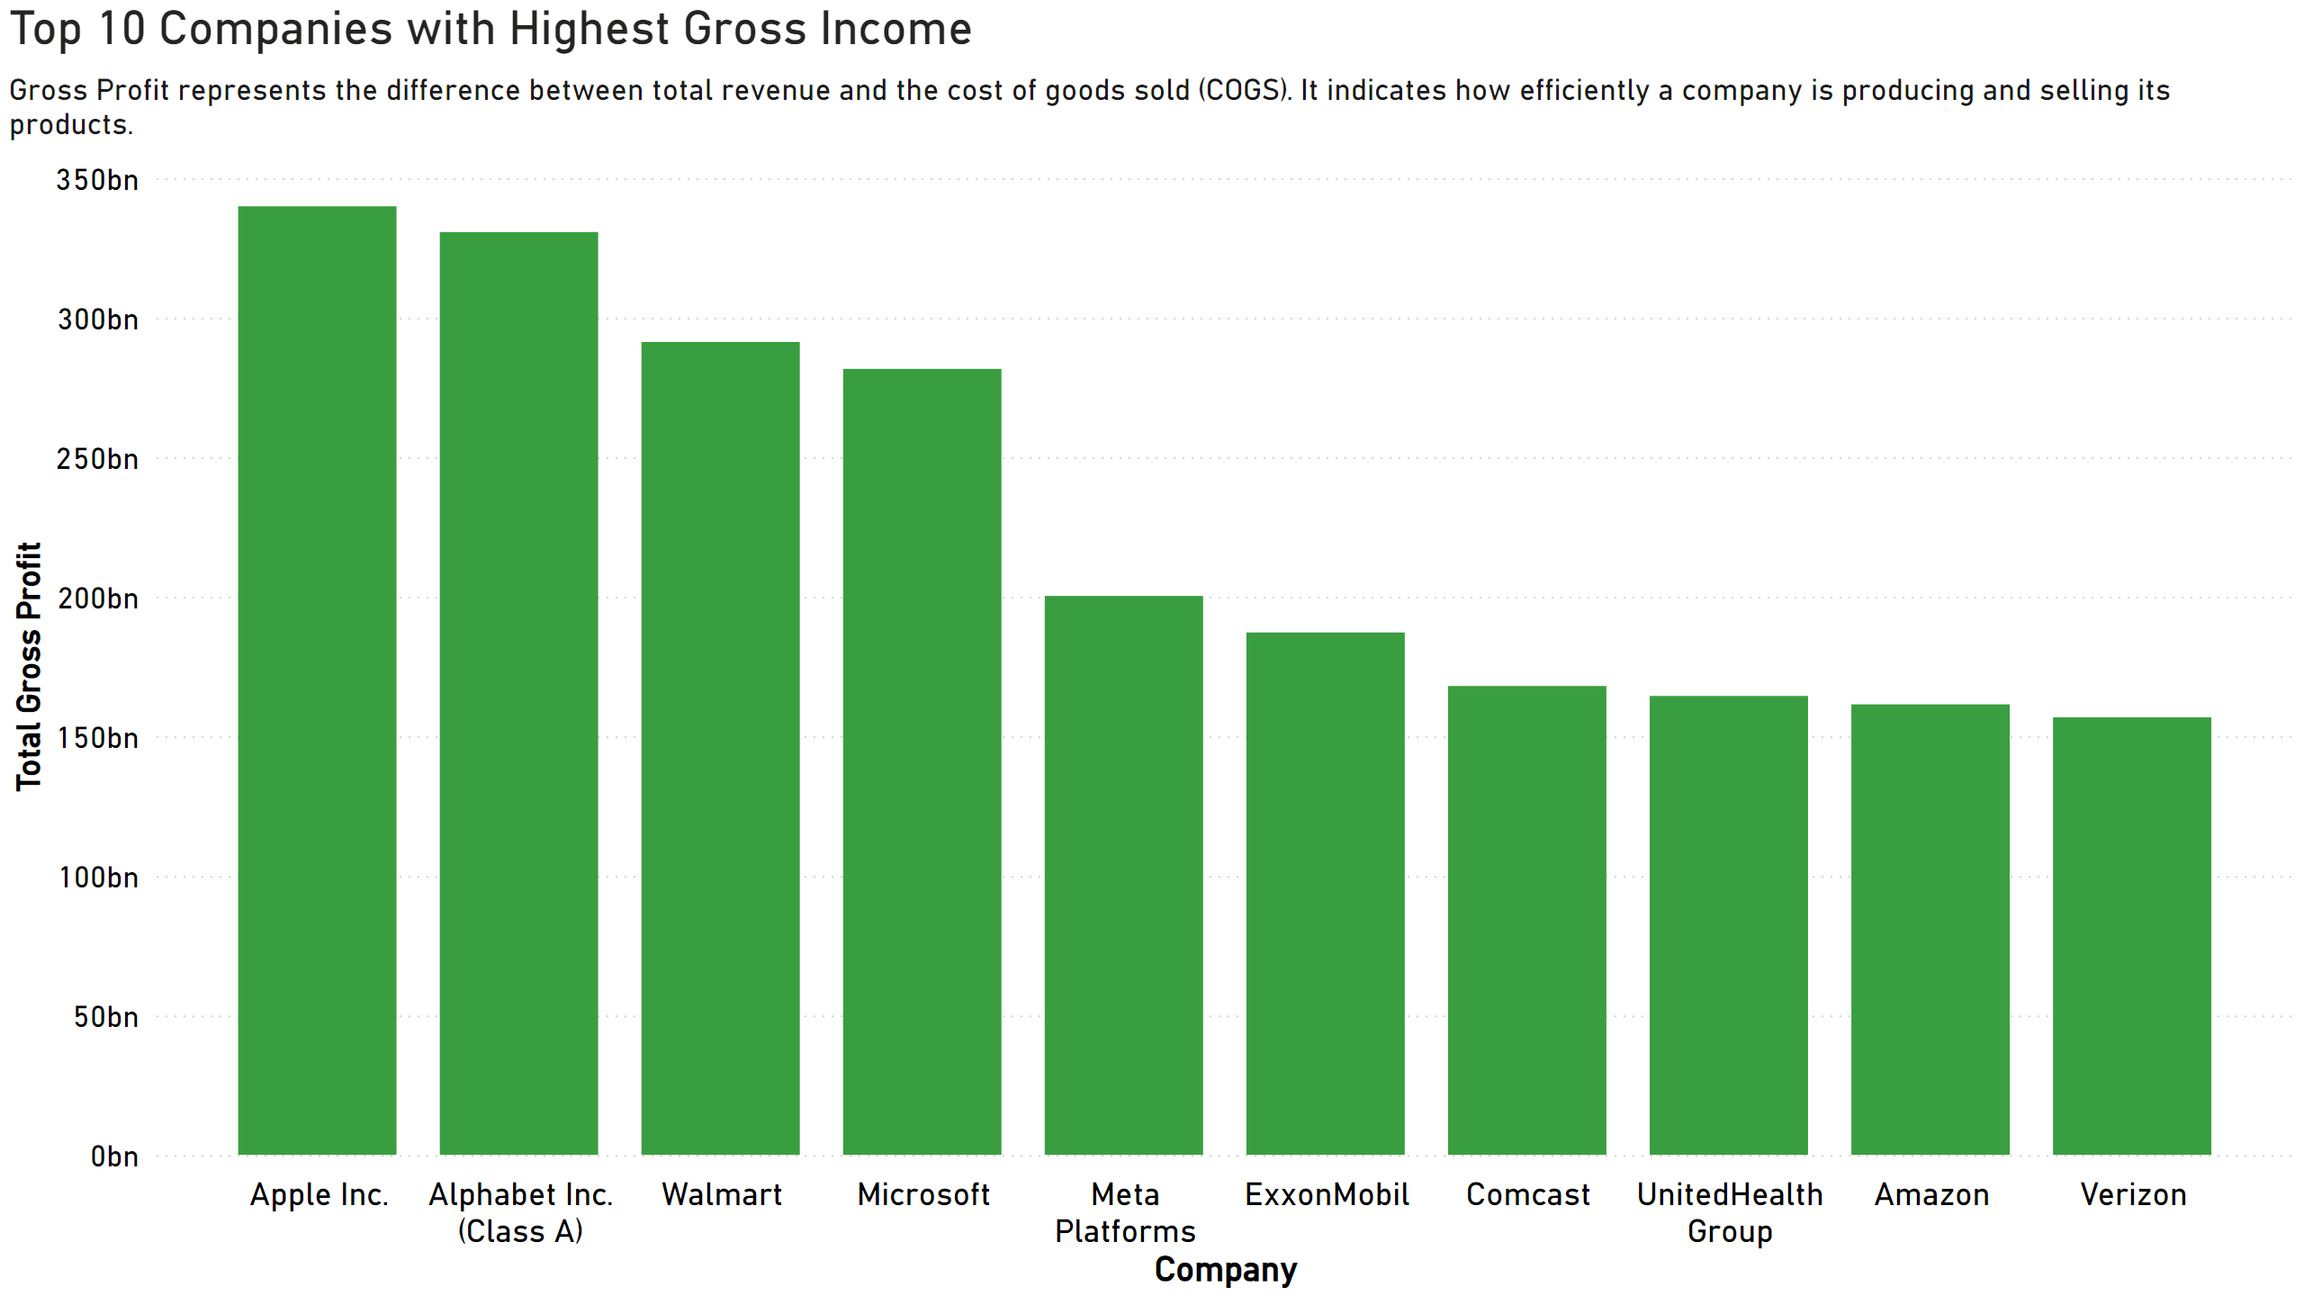 Top 10 Companies with Highest Gross Income
Gross Profit represents the difference between total revenue and the cost of goods sold (COGS). It indicates how efficiently a company is producing and selling its
products.
350bn
300bn
250bn
200bn
150bn
100bn
50bn
0bn
Total Gross Profit
Apple Inc.
Alphabet Inc.
(Class A)
Walmart
Microsoft
Meta
Platforms
ExxonMobil
Comcast
UnitedHealth
Group
Amazon
Verizon
Company